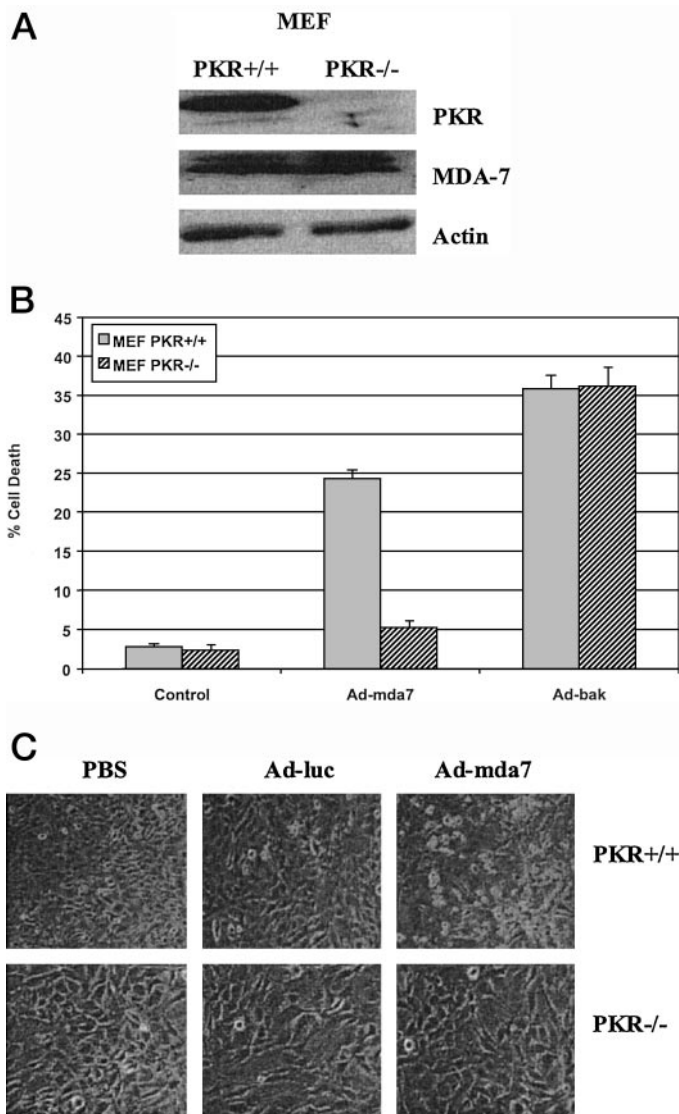 A
MEF
PKR+/+ PKR-/-
PKR
MDA-7
Actin
B
45
40
35
30
25
20
15
10
5
0
% Cell Death
MEF PKR+/+
MEF PKR-/-
Control Ad-mda7 Ad-bak
C
PBS Ad-luc Ad-mda7
PKR+/+
PKR-/-